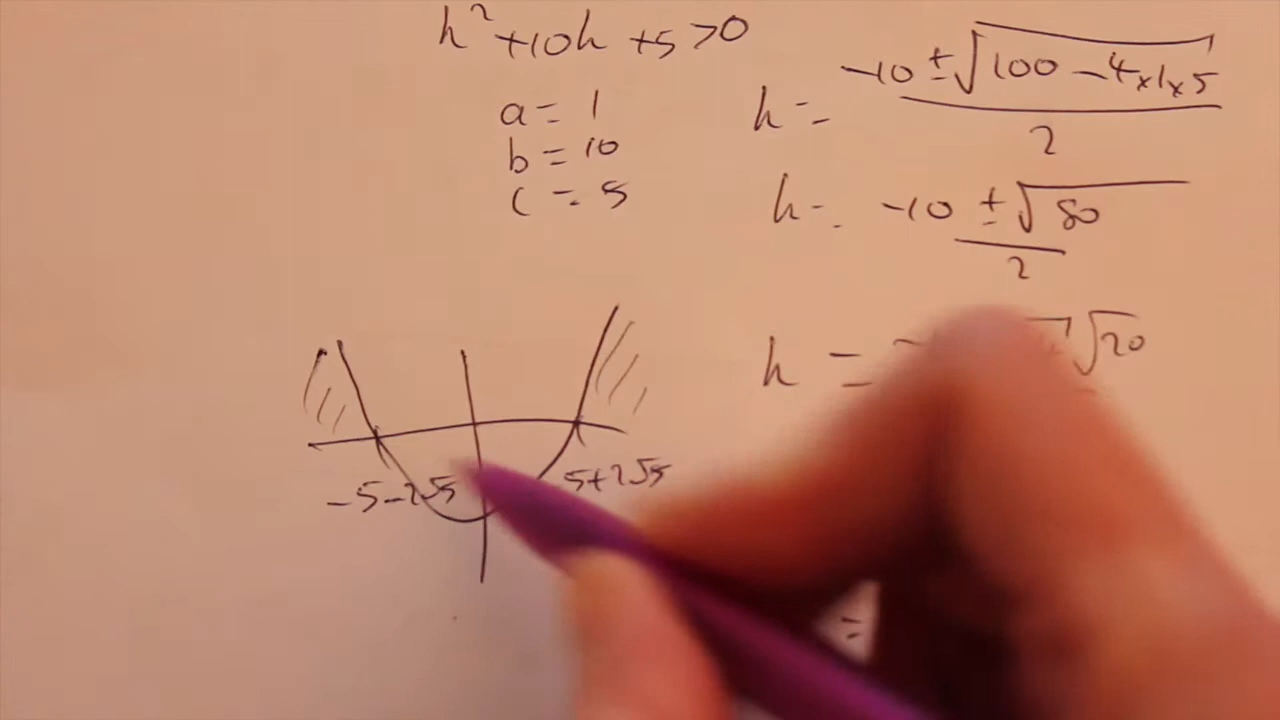 h² +10h +5 >0
a = 1
b = 10
c = 5
h = -10 ± √100 - 4×1×5
2
h = -10 ± √80
2
h = √20
-5-2√5
5+2√5